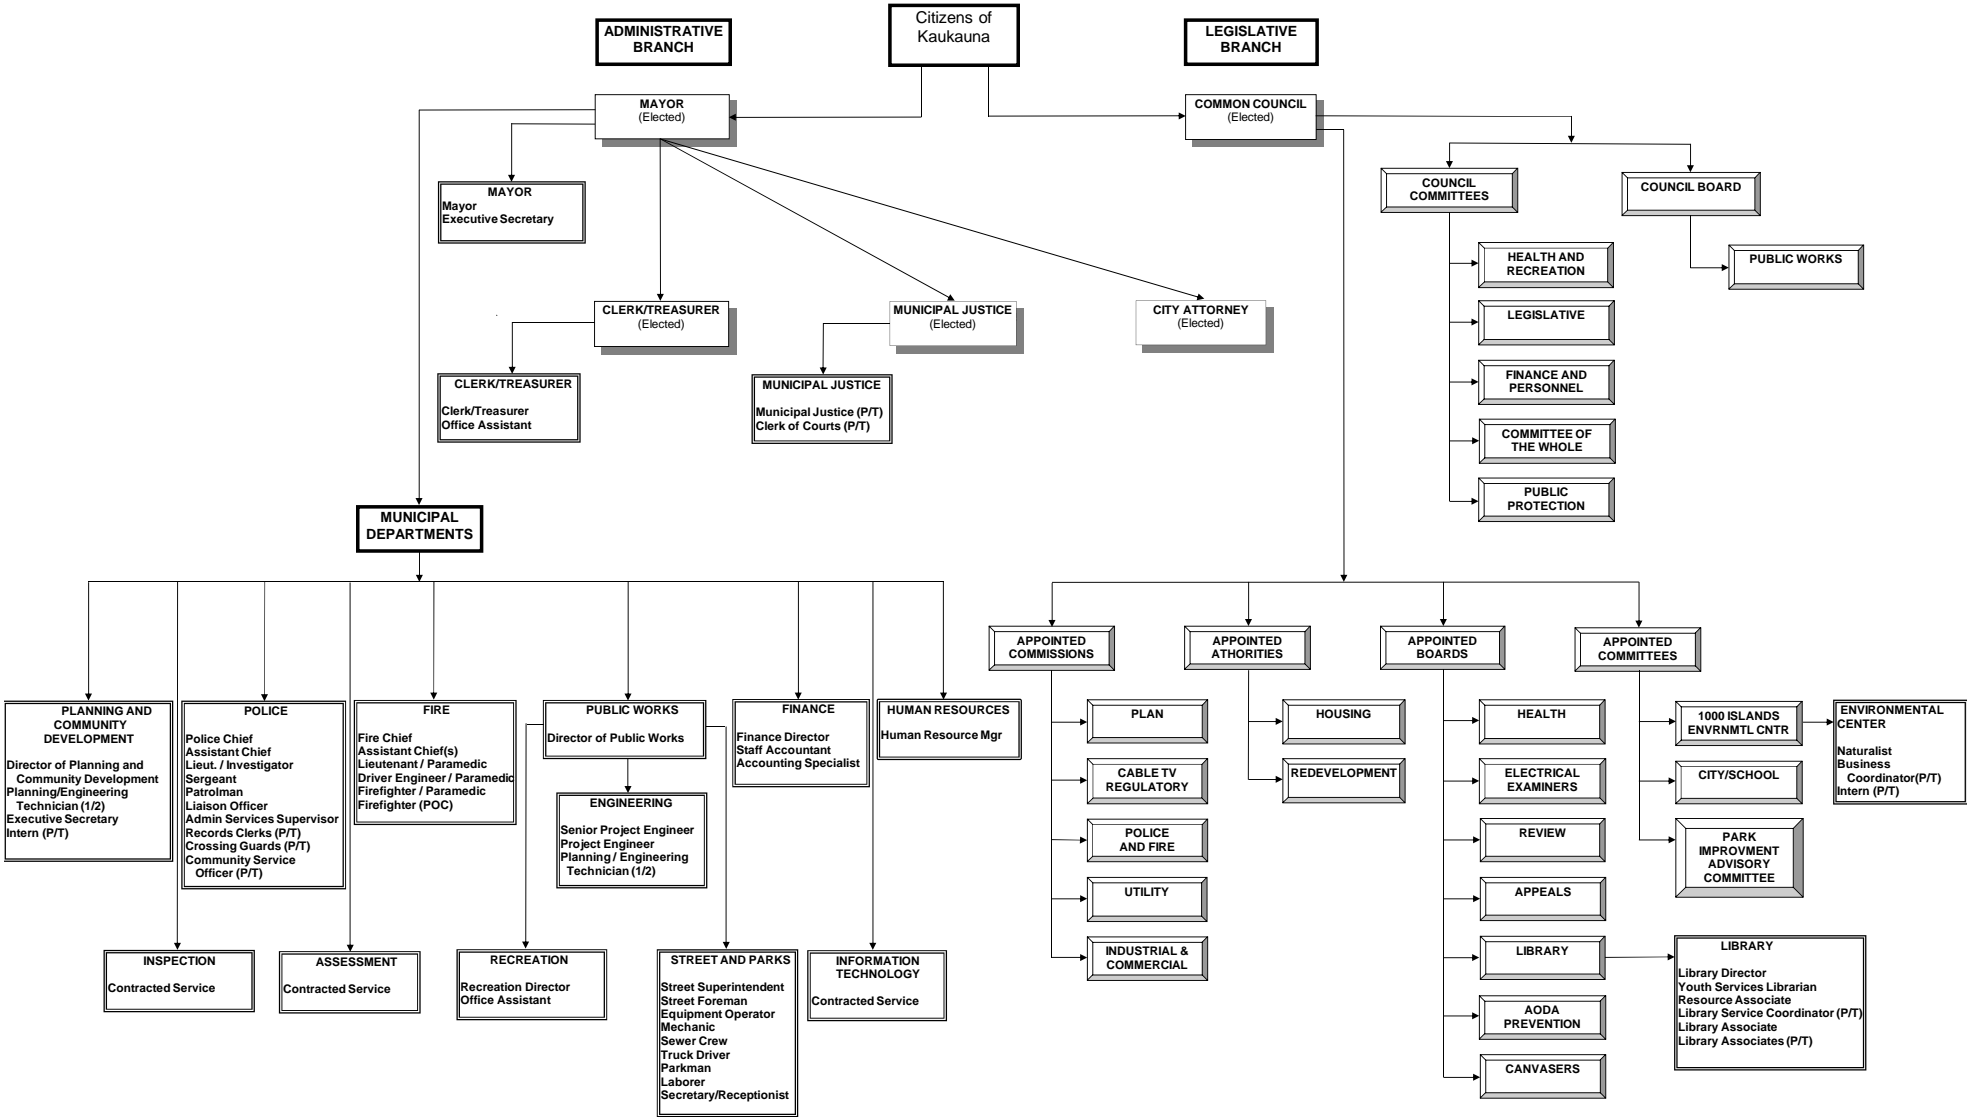 Citizens of
Kaukauna
ADMINISTRATIVE
BRANCH
LEGISLATIVE
BRANCH
MAYOR
(Elected)
COMMON COUNCIL
(Elected)
MAYOR
Mayor
Executive Secretary
COUNCIL
COMMITTEES
COUNCIL BOARD
HEALTH AND
RECREATION
PUBLIC WORKS
LEGISLATIVE
FINANCE AND
PERSONNEL
COMMITTEE OF
THE WHOLE
PUBLIC
PROTECTION
CLERK/TREASURER
(Elected)
MUNICIPAL JUSTICE
(Elected)
CITY ATTORNEY
(Elected)
CLERK/TREASURER
Clerk/Treasurer
Office Assistant
MUNICIPAL JUSTICE
Municipal Justice (P/T)
Clerk of Courts (P/T)
MUNICIPAL
DEPARTMENTS
PLANNING AND
COMMUNITY
DEVELOPMENT
Director of Planning and
Community Development
Planning/Engineering
Technician (1/2)
Executive Secretary
Intern (P/T)
POLICE
Police Chief
Assistant Chief
Lieut. / Investigator
Sergeant
Patrolman
Liaison Officer
Admin Services Supervisor
Records Clerks (P/T)
Crossing Guards (P/T)
Community Service
Officer (P/T)
FIRE
Fire Chief
Assistant Chief(s)
Lieutenant / Paramedic
Driver Engineer / Paramedic
Firefighter / Paramedic
Firefighter (POC)
PUBLIC WORKS
Director of Public Works
ENGINEERING
Senior Project Engineer
Project Engineer
Planning / Engineering
Technician (1/2)
FINANCE
Finance Director
Staff Accountant
Accounting Specialist
HUMAN RESOURCES
Human Resource Mgr
INSPECTION
Contracted Service
ASSESSMENT
Contracted Service
RECREATION
Recreation Director
Office Assistant
STREET AND PARKS
Street Superintendent
Street Foreman
Equipment Operator
Mechanic
Sewer Crew
Truck Driver
Parkman
Laborer
Secretary/Receptionist
INFORMATION
TECHNOLOGY
Contracted Service
APPOINTED
COMMISSIONS
PLAN
CABLE TV
REGULATORY
POLICE
AND FIRE
UTILITY
INDUSTRIAL &
COMMERCIAL
APPOINTED
ATHORITIES
HOUSING
REDEVELOPMENT
APPOINTED
BOARDS
HEALTH
ELECTRICAL
EXAMINERS
REVIEW
APPEALS
LIBRARY
AODA
PREVENTION
CANVASERS
APPOINTED
COMMITTEES
1000 ISLANDS
ENVRNMTL CNTR
CITY/SCHOOL
PARK
IMPROVMENT
ADVISORY
COMMITTEE
ENVIRONMENTAL
CENTER
Naturalist
Business
Coordinator(P/T)
Intern (P/T)
LIBRARY
Library Director
Youth Services Librarian
Resource Associate
Library Service Coordinator (P/T)
Library Associate
Library Associates (P/T)